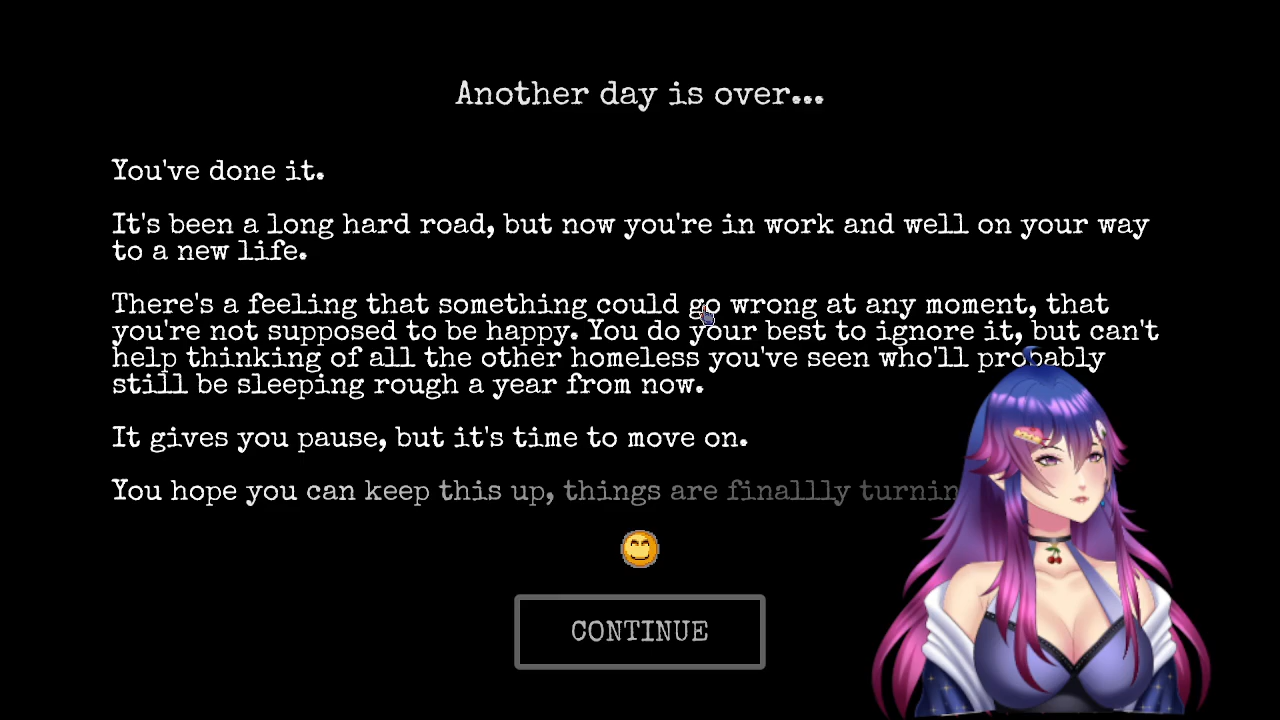 Another day is over...
You've done it.
It's been a long hard road, but now you're in work and well on your way
to a new life.
There's a feeling that something could go wrong at any moment, that
you're not supposed to be happy. You do your best to ignore it, but can't
help thinking of all the other homeless you've seen who'll probably
still be sleeping rough a year from now.
It gives you pause, but it's time to move on.
You hope you can keep this up, things are finallly turnin
CONTINUE